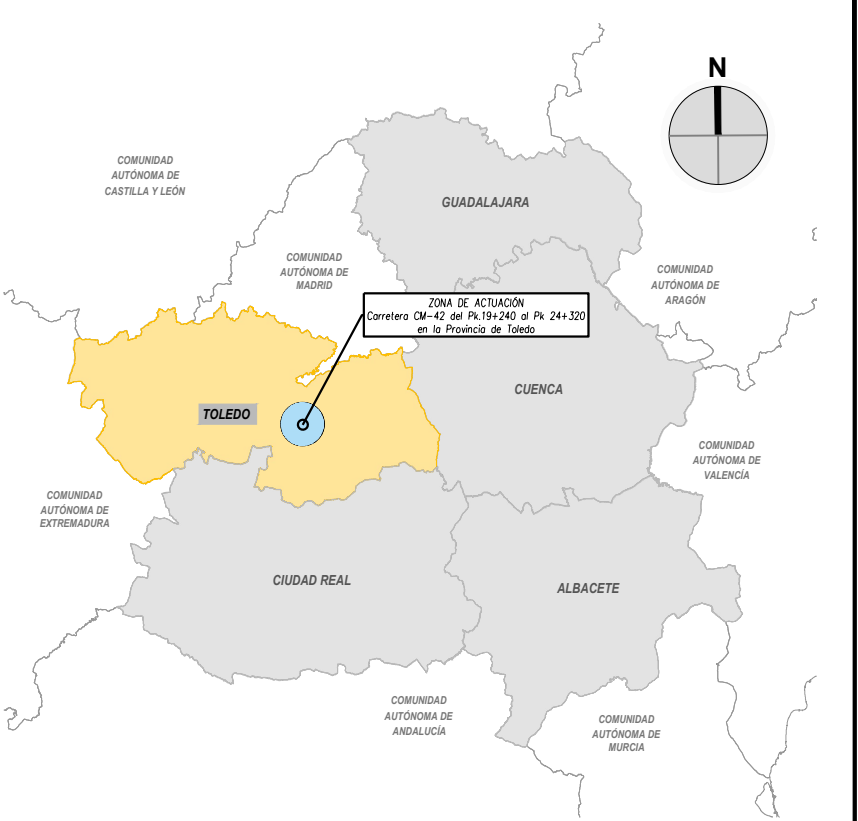 N
COMUNIDAD
AUTÓNOMA DE
CASTILLA Y LEÓN
GUADALAJARA
COMUNIDAD
AUTÓNOMA DE
MADRID
COMUNIDAD
AUTÓNOMA DE
ARAGÓN
ZONA DE ACTUACIÓN
Carretera CM-42 del Pk.19+240 al Pk 24+320
en la Provincia de Toledo
CUENCA
TOLEDO
COMUNIDAD
AUTÓNOMA DE
VALENCÍA
COMUNIDAD
AUTÓNOMA DE
EXTREMADURA
CIUDAD REAL
ALBACETE
COMUNIDAD
AUTÓNOMA DE
ANDALUCÍA
COMUNIDAD
AUTÓNOMA DE
MURCIA